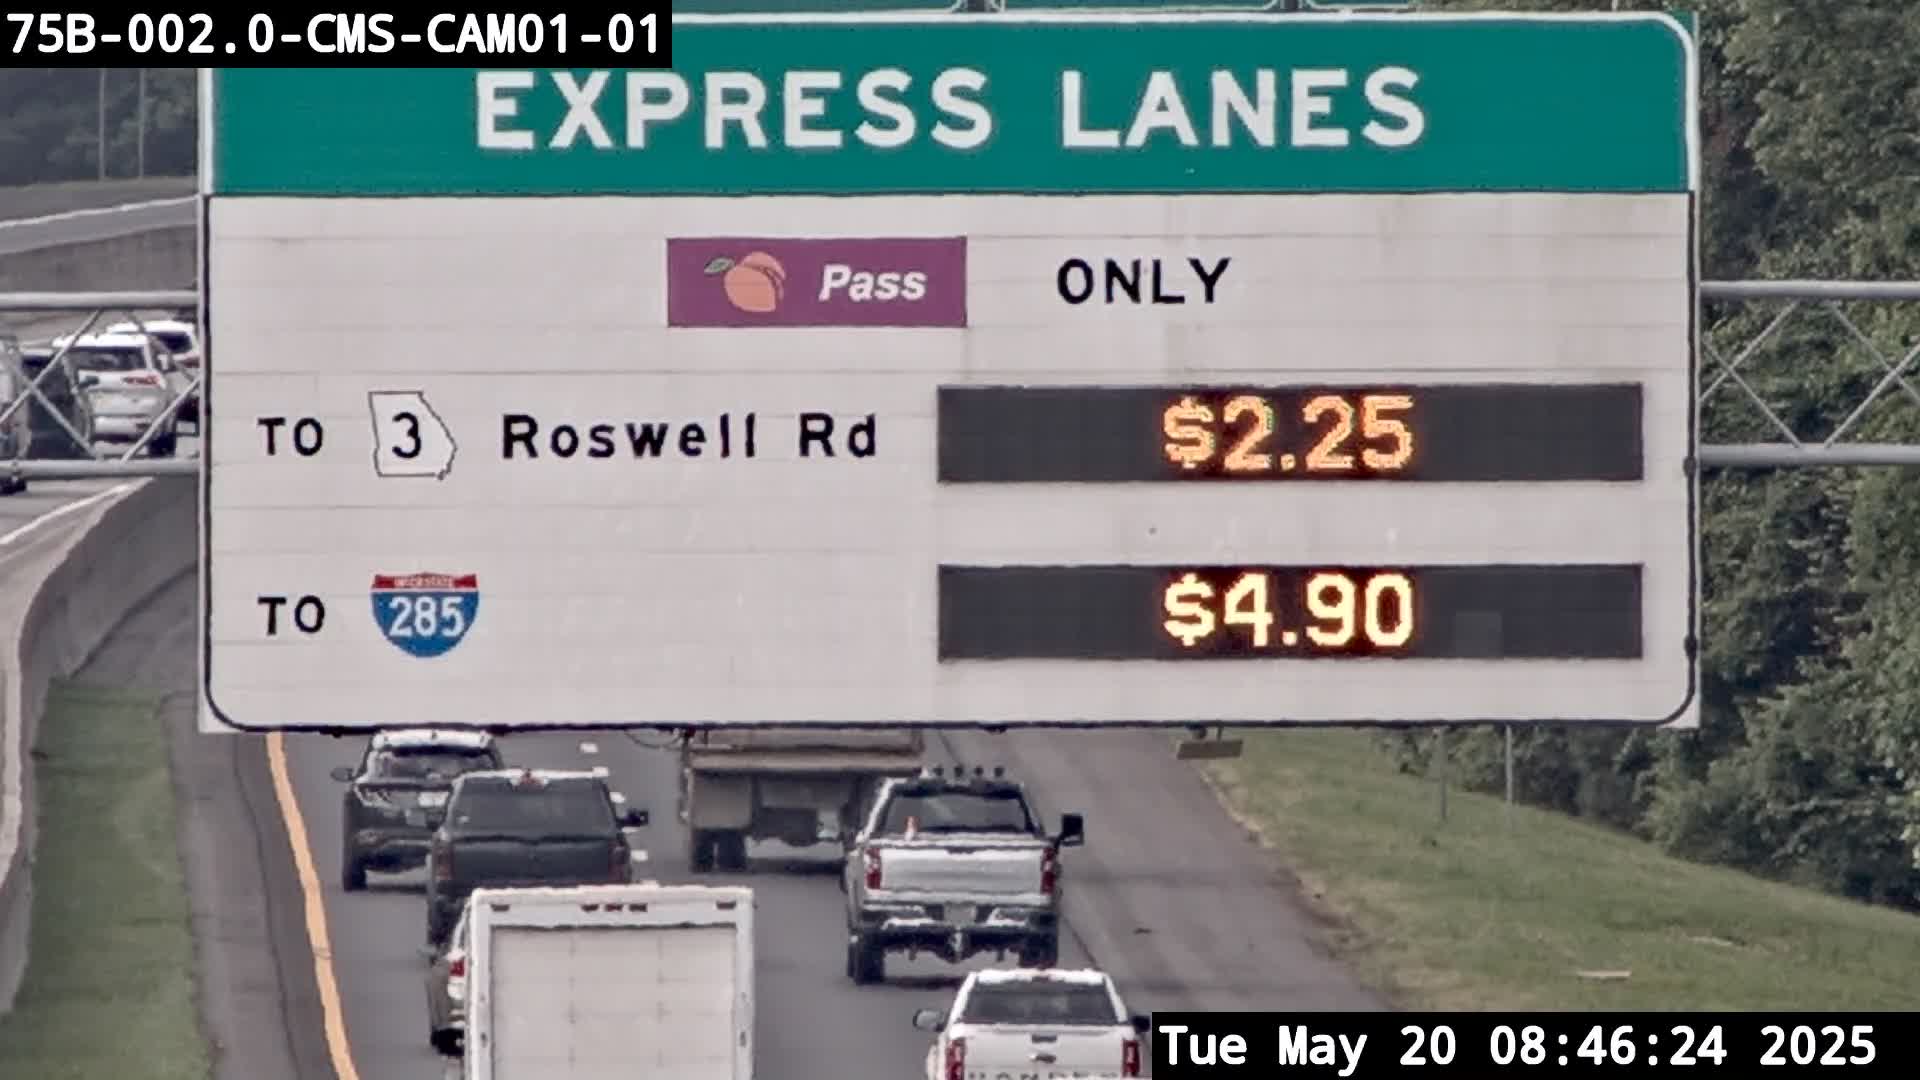 75B-002.0-CMS-CAM01-01
EXPRESS LANES
Pass ONLY
TO 3 Roswell Rd $2.25
INTERSTATE
TO 285 $4.90
Tue May 20 08:46:24 2025